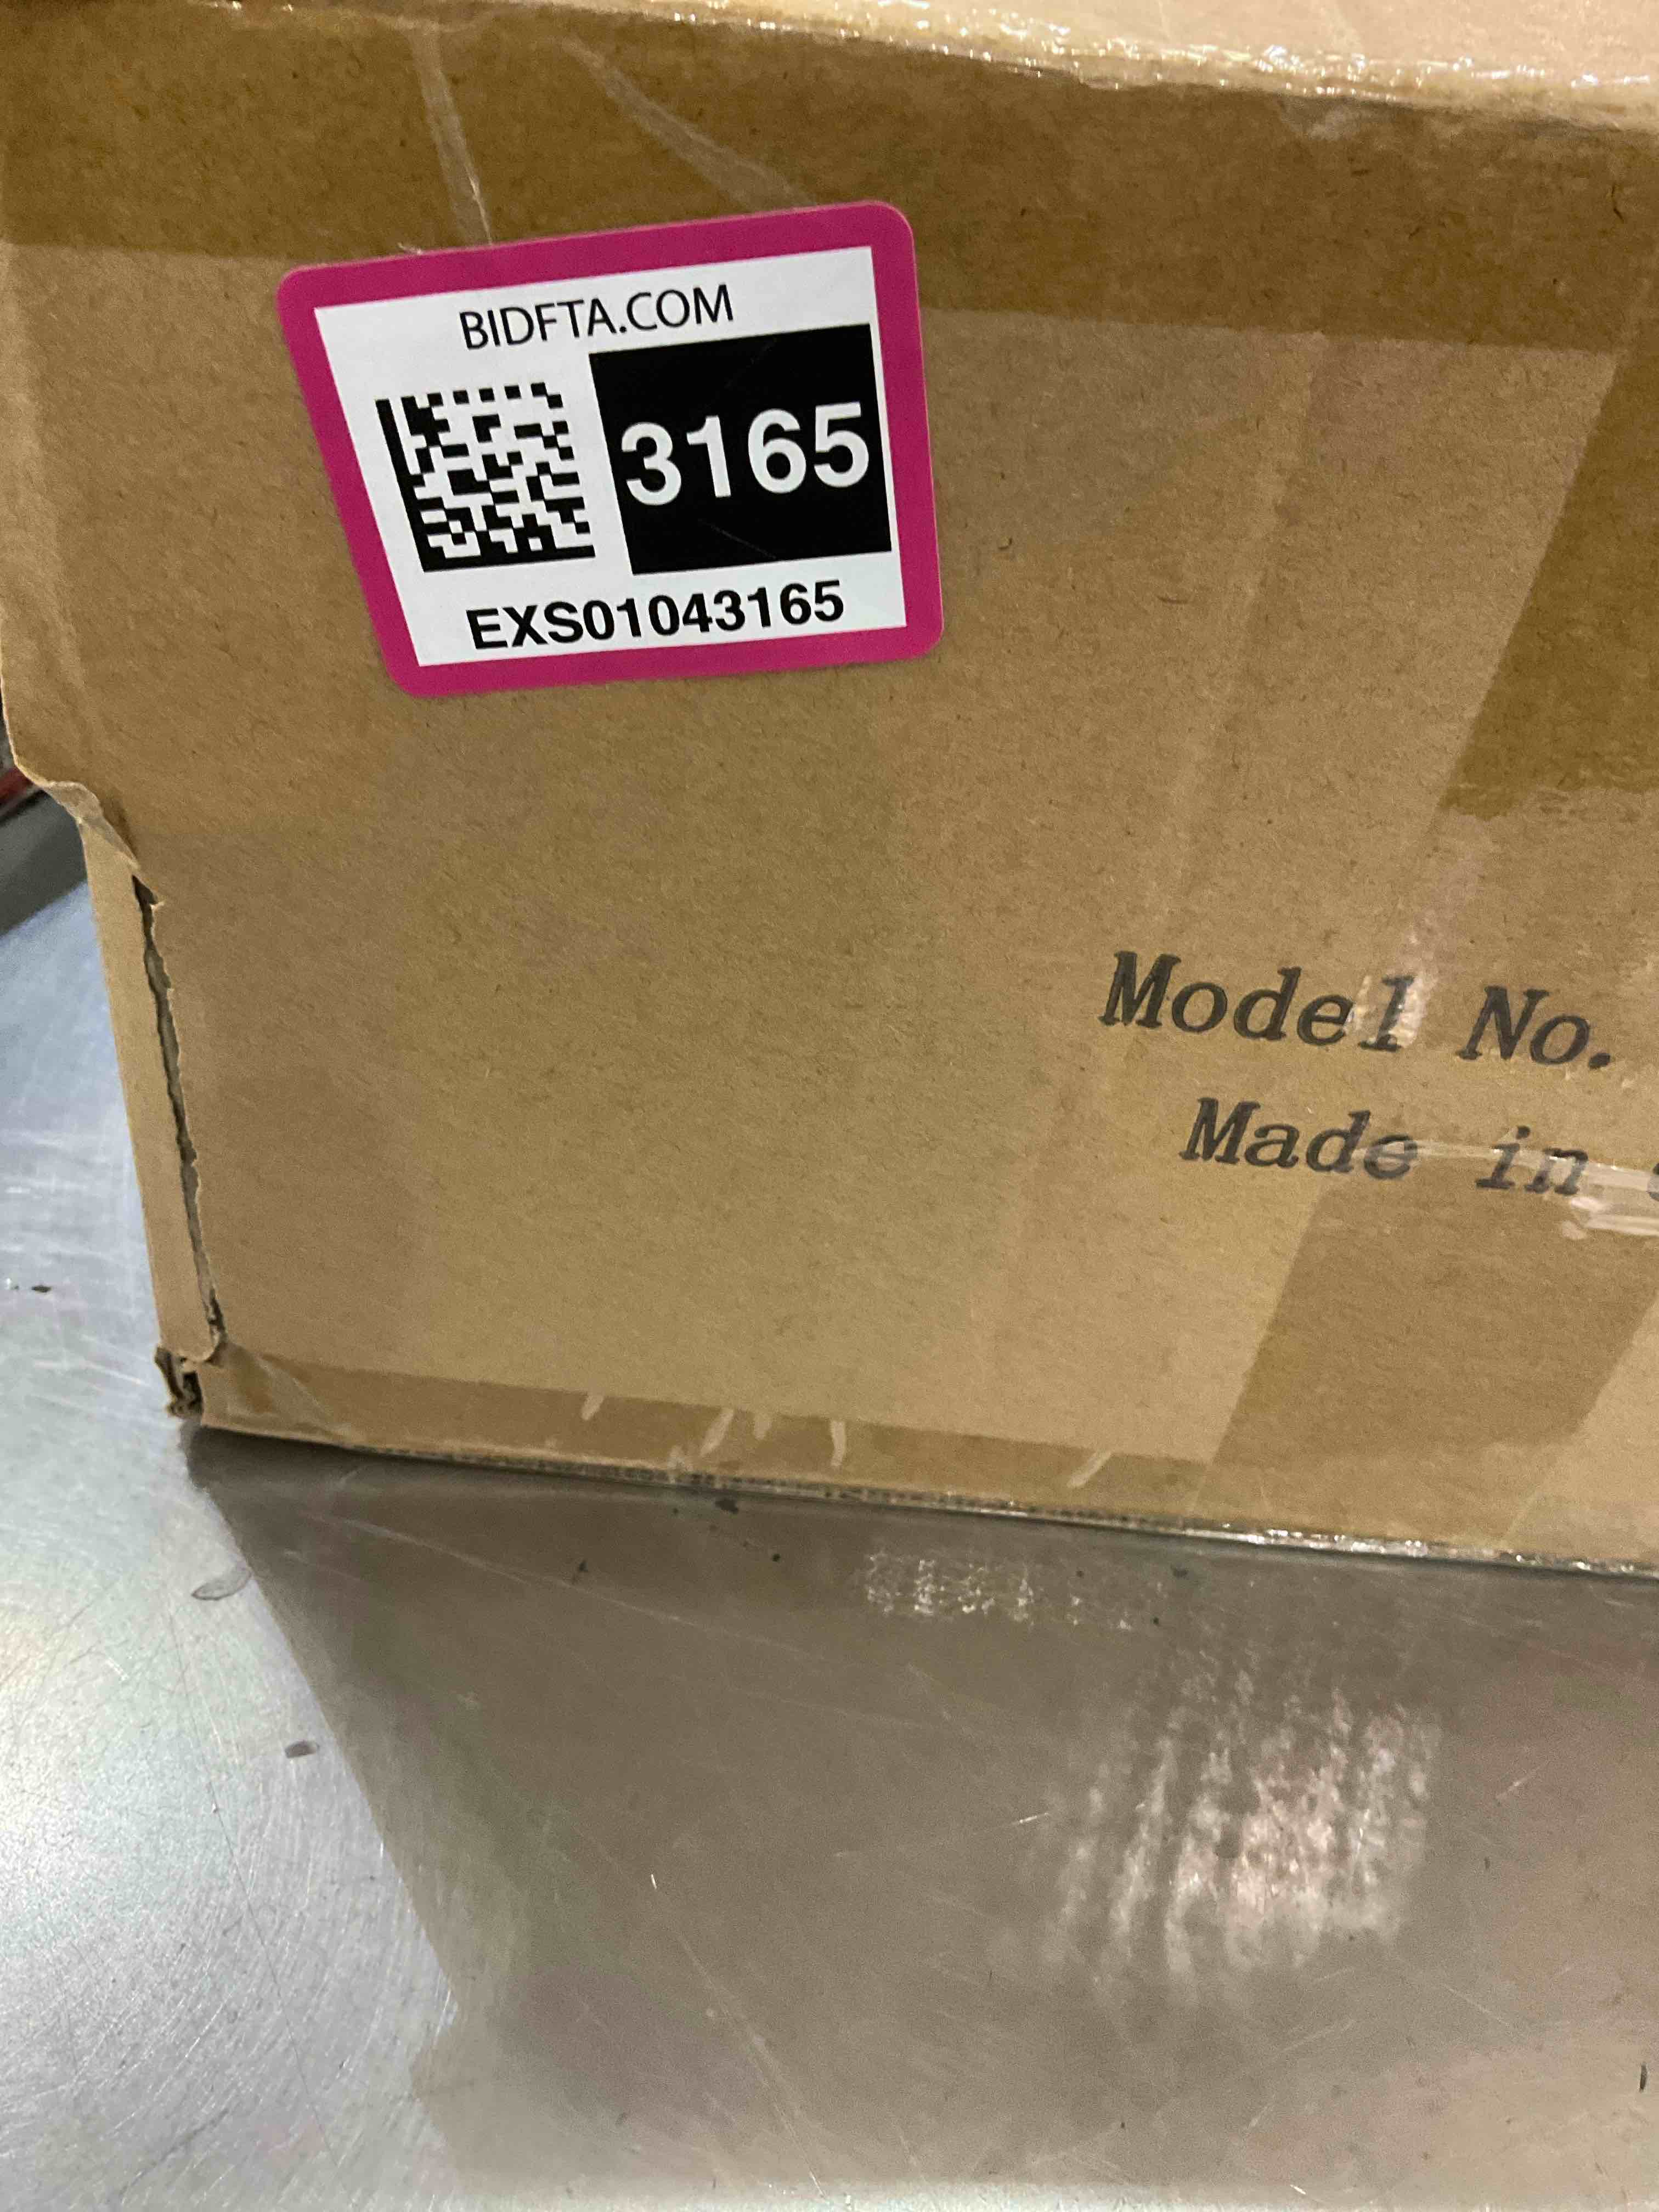 BIDFTA.COM
3165
EXS01043165
Model No.
Made in